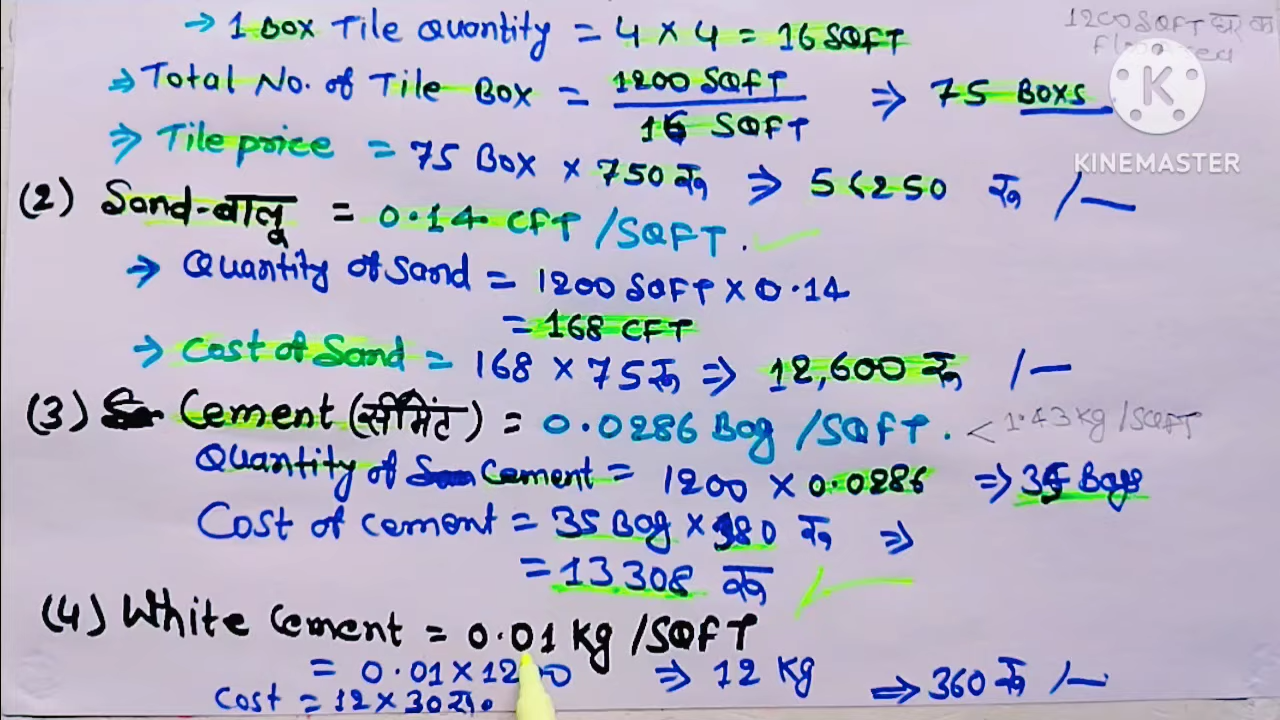 → 1 Box Tile Quantity = 4 × 4 = 16 SQFT
1200 SQFT घर का
⇒ Total No. of Tile Box = 1200 SQFT / 16 SQFT ⇒ 75 Boxs
K
KINEMASTER
⇒ Tile price = 75 Box × 750 रू ⇒ 56250 रू /—
(2) Sand-बालू = 0.14 CFT /SQFT.
→ Quantity of Sand = 1200 SQFT × 0.14
= 168 CFT
→ Cost of Sand = 168 × 75 रू ⇒ 12,600 रू /—
(3) Cement (सीमिंट) = 0.0286 Bag /SQFT. < 1.43 kg /SQFT
Quantity of Cement = 1200 × 0.0286 ⇒ 35 Bags
Cost of cement = 35 Bag × 380 रू ⇒
= 13308 रू
(4) White Cement = 0.01 Kg /SQFT
= 0.01 × 1200 ⇒ 12 Kg ⇒ 360 रू /—
Cost = 12 × 30 रू.